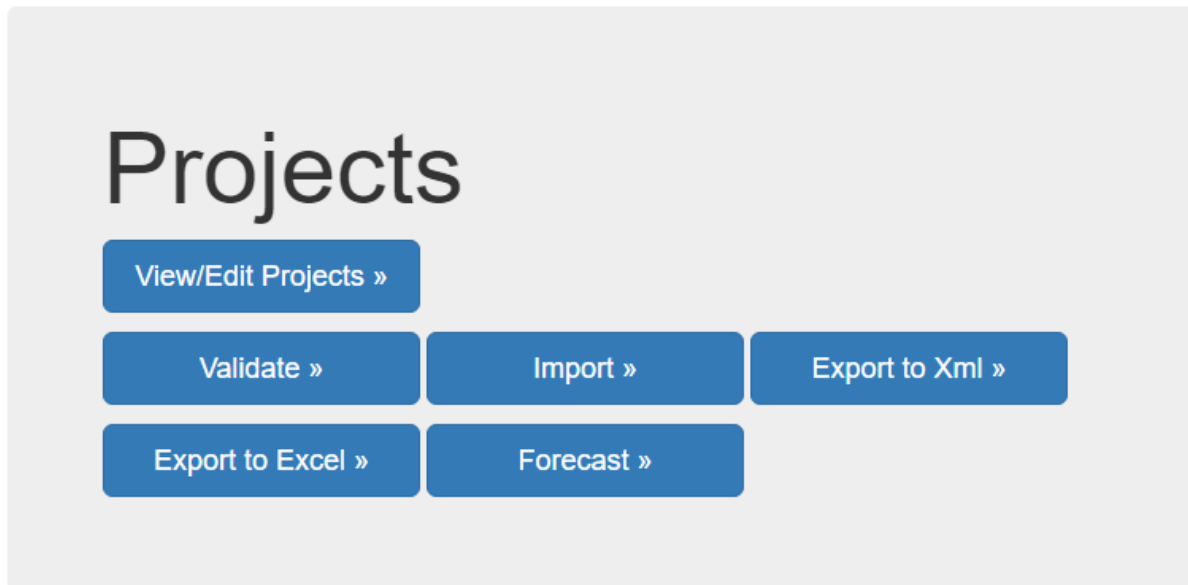 Projects
View/Edit Projects »
Validate » Import » Export to Xml »
Export to Excel » Forecast »